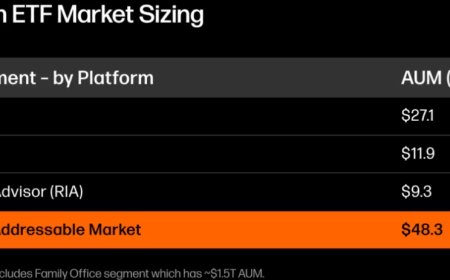 n ETF Market Sizing
ment – by Platform AUM (
$27.1
$11.9
Advisor (RIA) $9.3
Addressable Market $48.3
cludes Family Office segment which has ~$1.5T AUM.